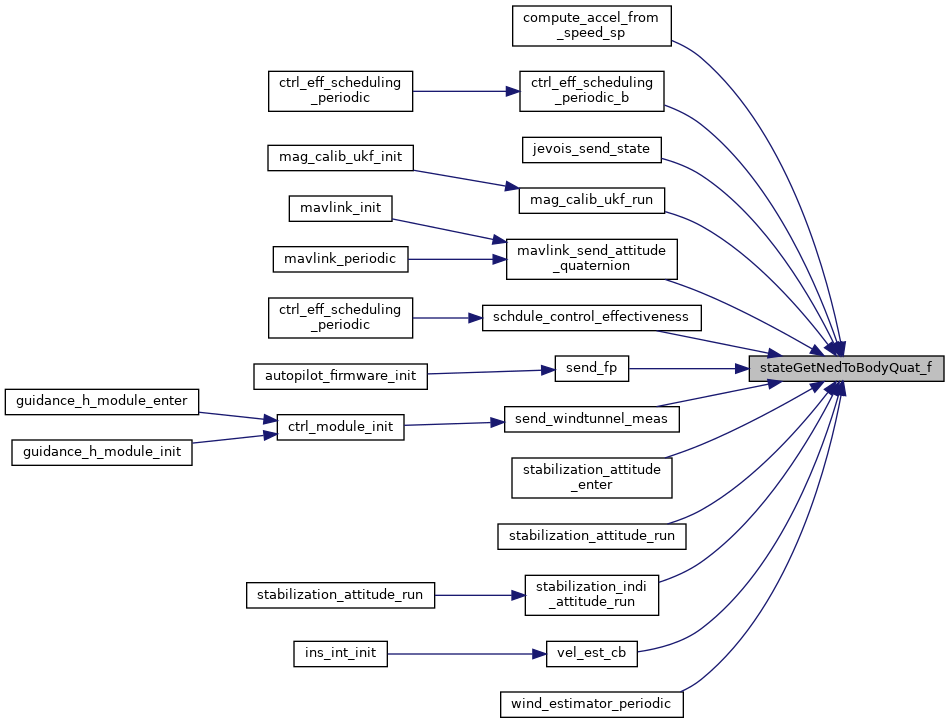 compute_accel_from
_speed_sp
ctrl_eff_scheduling
_periodic
ctrl_eff_scheduling
_periodic_b
jevois_send_state
mag_calib_ukf_init
mag_calib_ukf_run
mavlink_init
mavlink_send_attitude
_quaternion
mavlink_periodic
ctrl_eff_scheduling
_periodic
schdule_control_effectiveness
stateGetNedToBodyQuat_f
autopilot_firmware_init
send_fp
guidance_h_module_enter
ctrl_module_init
send_windtunnel_meas
guidance_h_module_init
stabilization_attitude
_enter
stabilization_attitude_run
stabilization_attitude_run
stabilization_indi
_attitude_run
ins_int_init
vel_est_cb
wind_estimator_periodic